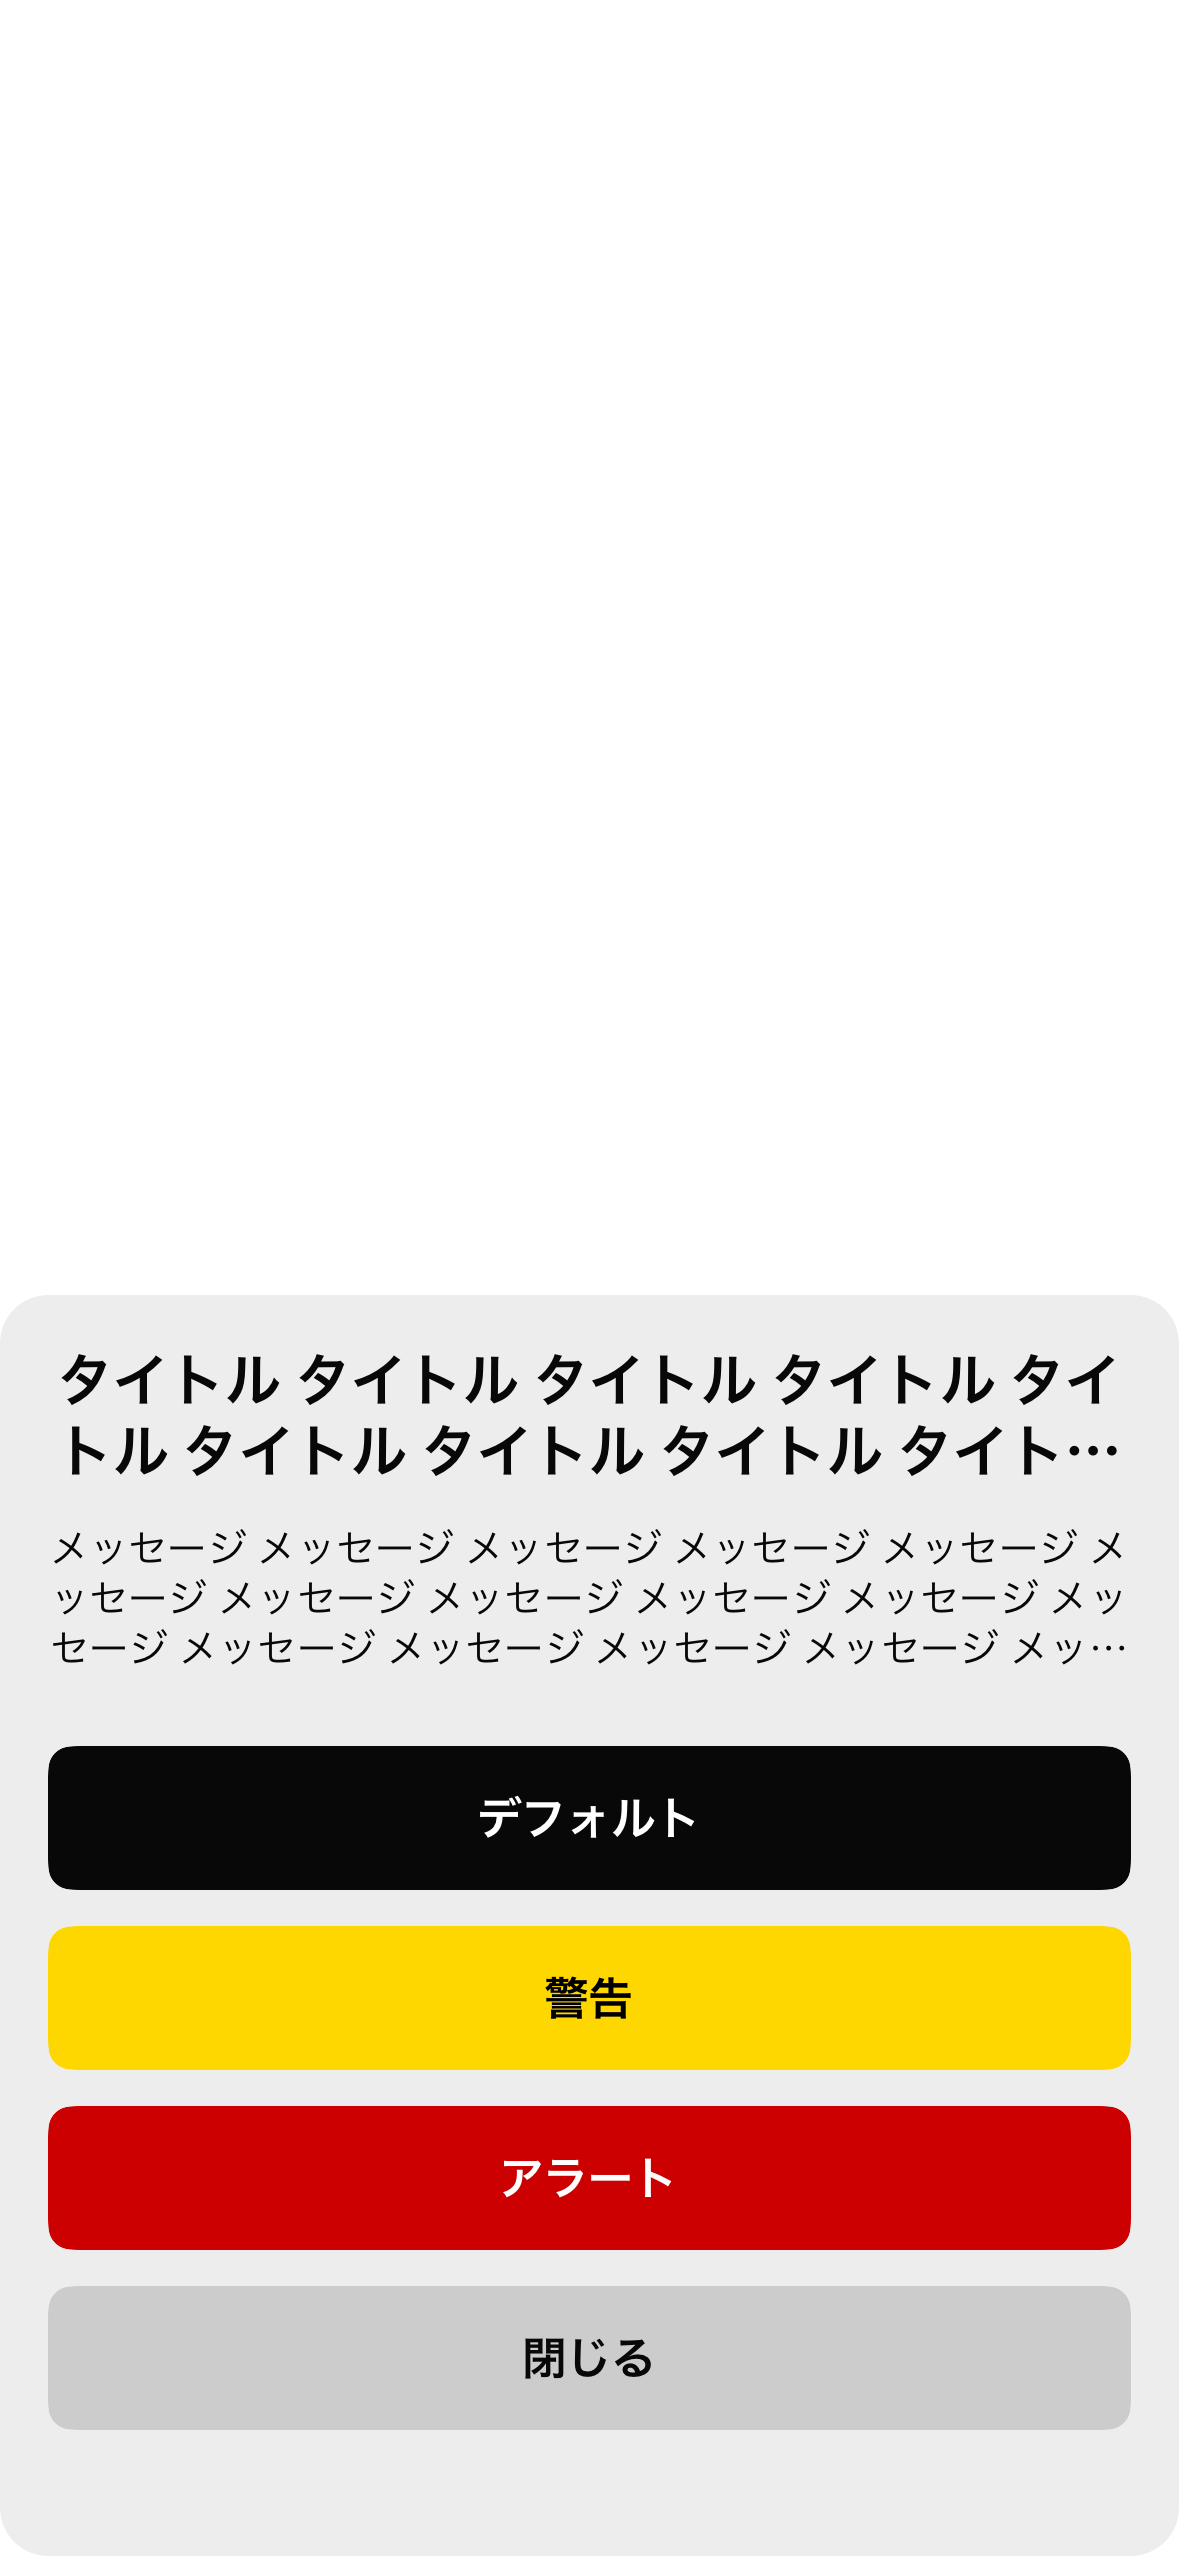 タイトル タイトル タイトル タイトル タイ
トル タイトル タイトル タイトル タイト…
メッセージ メッセージ メッセージ メッセージ メッセージ メ
ッセージ メッセージ メッセージ メッセージ メッセージ メッ
セージ メッセージ メッセージ メッセージ メッセージ メッ…
デフォルト
警告
アラート
閉じる